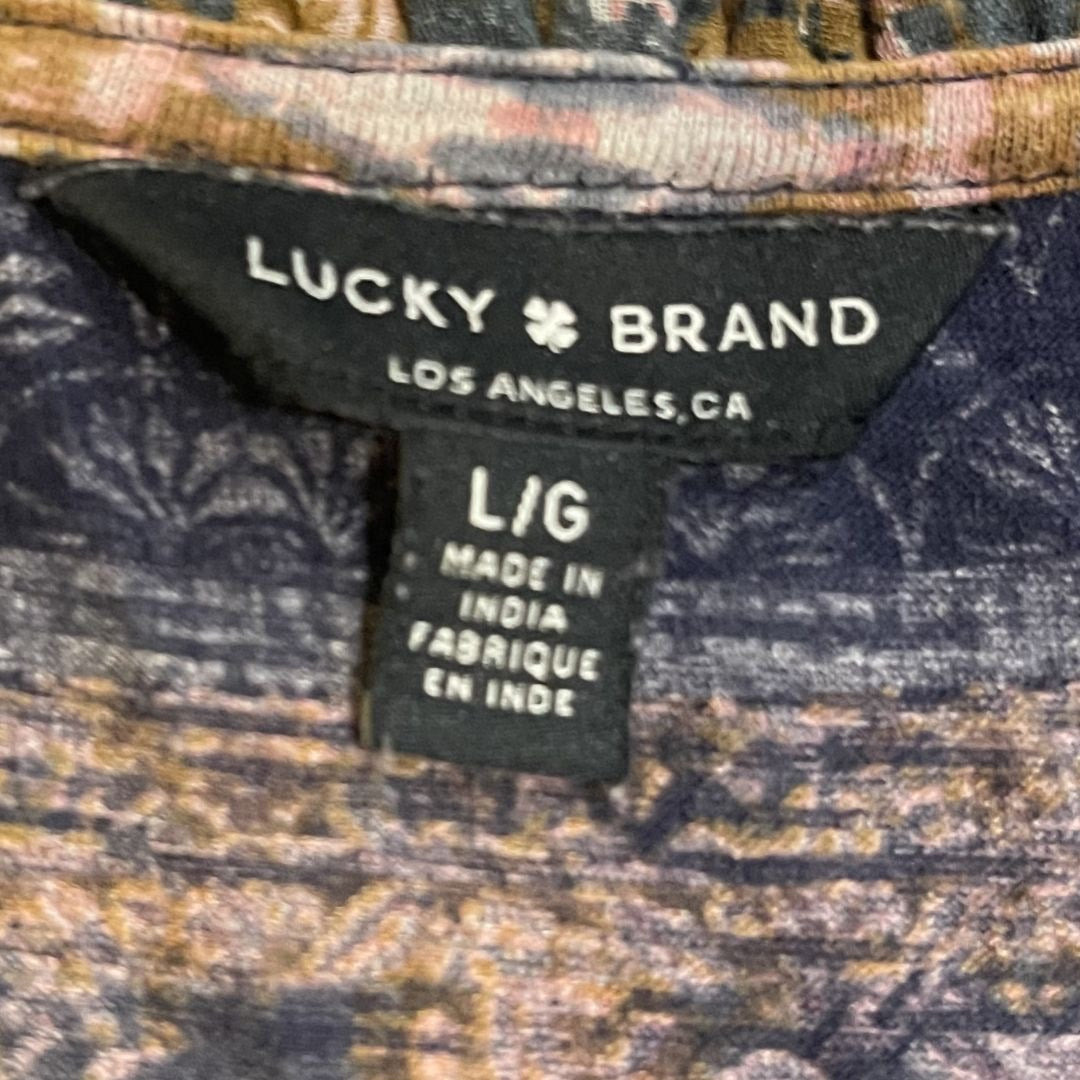 LUCKY BRAND
LOS ANGELES, CA
L/G
MADE IN
INDIA
FABRIQUE
EN INDE